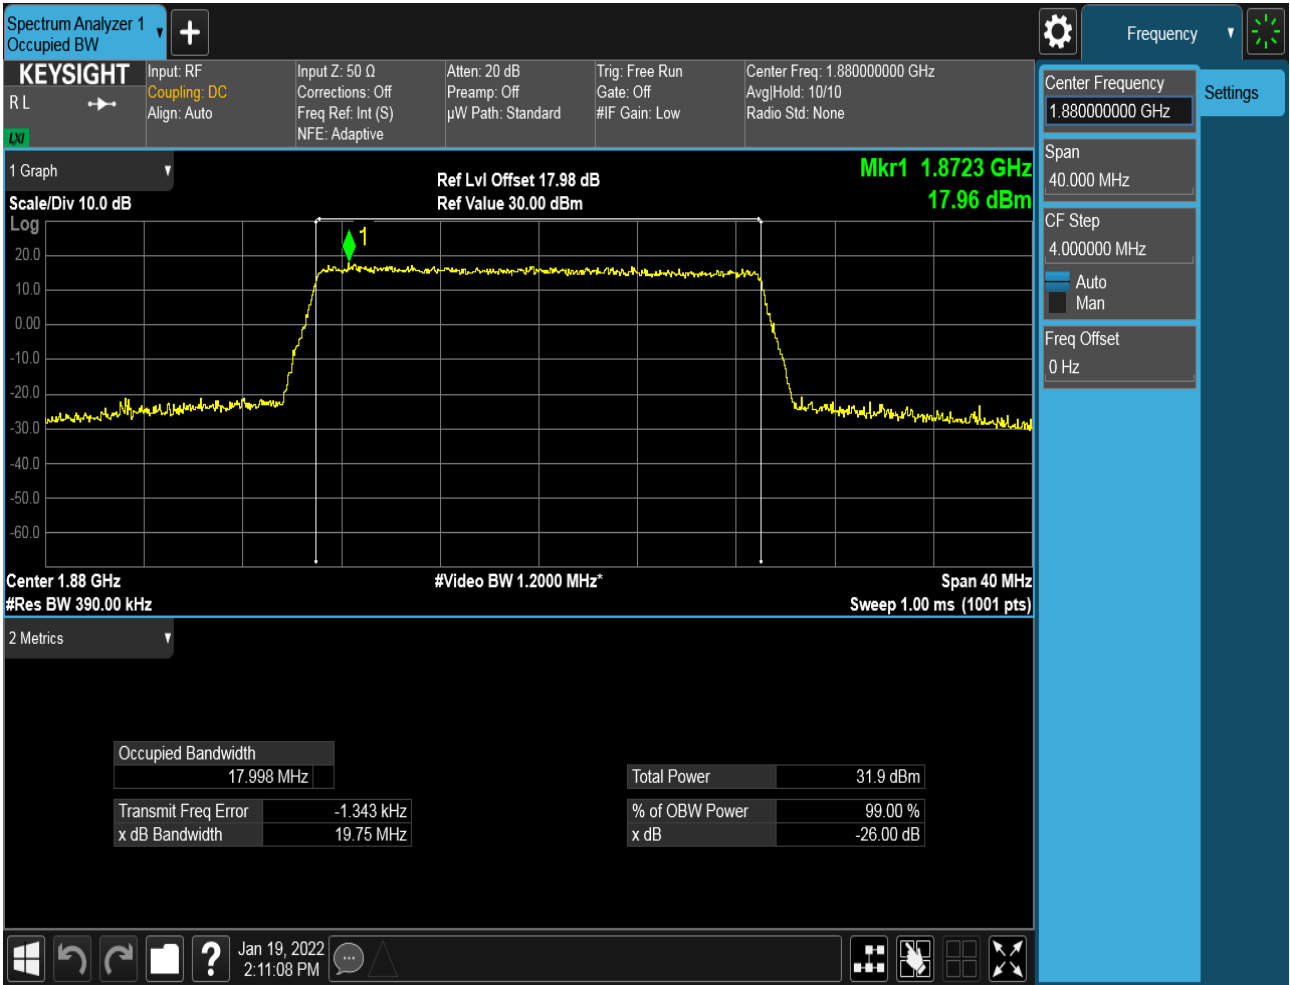 Spectrum Analyzer 1
Occupied BW
Frequency
KEYSIGHT
R L
LXI
Input: RF
Coupling: DC
Align: Auto
Input Z: 50 Ω
Corrections: Off
Freq Ref: Int (S)
NFE: Adaptive
Atten: 20 dB
Preamp: Off
µW Path: Standard
Trig: Free Run
Gate: Off
#IF Gain: Low
Center Freq: 1.880000000 GHz
Avg|Hold: 10/10
Radio Std: None
Center Frequency
1.880000000 GHz
Settings
Span
40.000 MHz
CF Step
4.000000 MHz
Auto
Man
Freq Offset
0 Hz
1 Graph
Scale/Div 10.0 dB
Ref Lvl Offset 17.98 dB
Ref Value 30.00 dBm
Mkr1 1.8723 GHz
17.96 dBm
Log
1
20.0
10.0
0.00
-10.0
-20.0
-30.0
-40.0
-50.0
-60.0
Center 1.88 GHz
#Video BW 1.2000 MHz*
Span 40 MHz
#Res BW 390.00 kHz
Sweep 1.00 ms (1001 pts)
2 Metrics
Occupied Bandwidth
17.998 MHz
Total Power 31.9 dBm
Transmit Freq Error -1.343 kHz
% of OBW Power 99.00 %
x dB Bandwidth 19.75 MHz
x dB -26.00 dB
?
Jan 19, 2022
2:11:08 PM